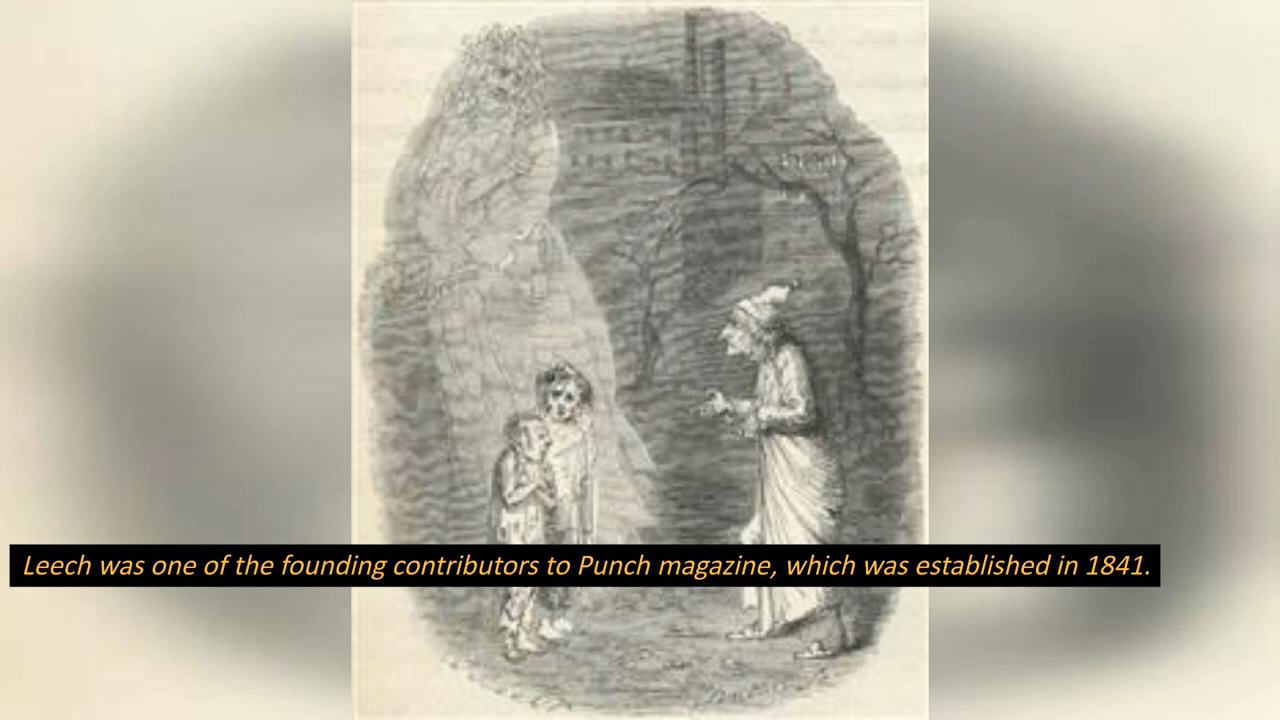 Leech was one of the founding contributors to Punch magazine, which was established in 1841.